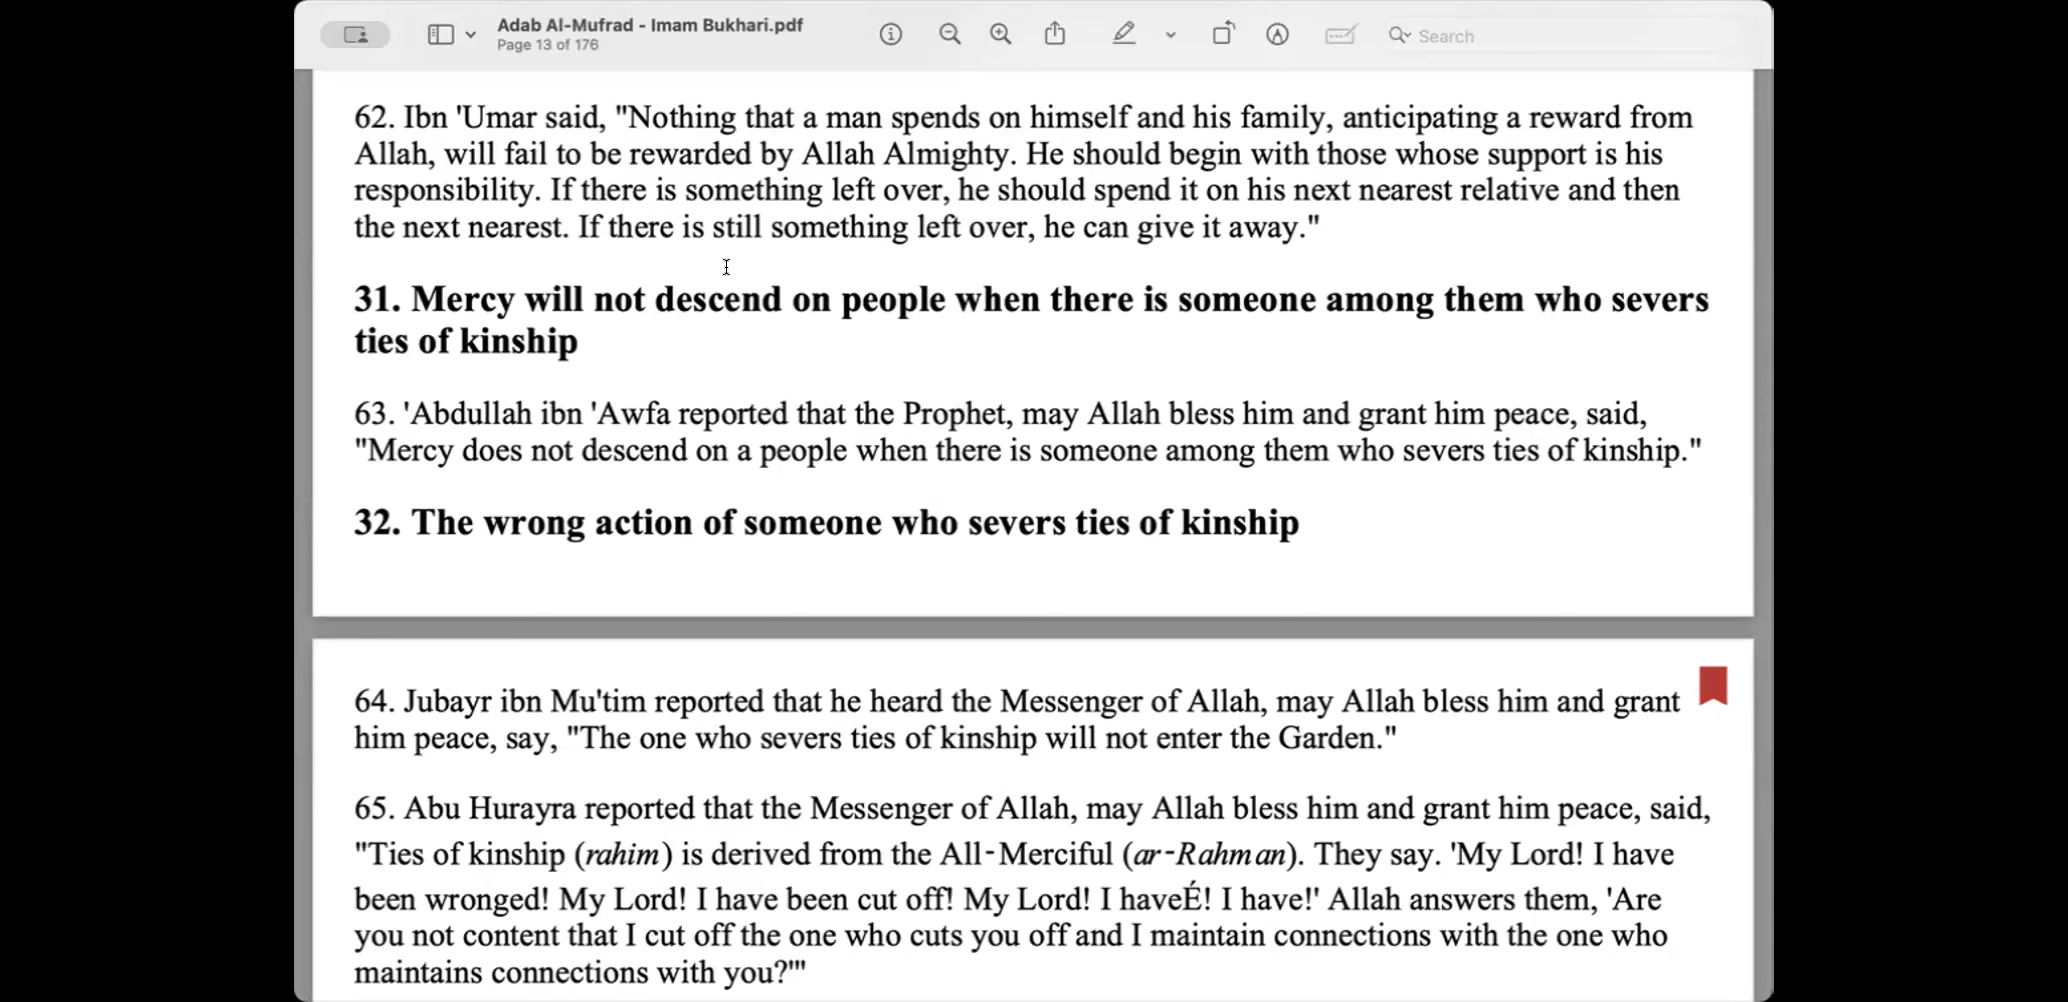 Adab Al-Mufrad - Imam Bukhari.pdf
Page 13 of 176
Search
62. Ibn 'Umar said, "Nothing that a man spends on himself and his family, anticipating a reward from
Allah, will fail to be rewarded by Allah Almighty. He should begin with those whose support is his
responsibility. If there is something left over, he should spend it on his next nearest relative and then
the next nearest. If there is still something left over, he can give it away."
31. Mercy will not descend on people when there is someone among them who severs
ties of kinship
63. 'Abdullah ibn 'Awfa reported that the Prophet, may Allah bless him and grant him peace, said,
"Mercy does not descend on a people when there is someone among them who severs ties of kinship."
32. The wrong action of someone who severs ties of kinship
64. Jubayr ibn Mu'tim reported that he heard the Messenger of Allah, may Allah bless him and grant
him peace, say, "The one who severs ties of kinship will not enter the Garden."
65. Abu Hurayra reported that the Messenger of Allah, may Allah bless him and grant him peace, said,
"Ties of kinship (rahim) is derived from the All-Merciful (ar-Rahman). They say. 'My Lord! I have
been wronged! My Lord! I have been cut off! My Lord! I haveÉ! I have!' Allah answers them, 'Are
you not content that I cut off the one who cuts you off and I maintain connections with the one who
maintains connections with you?'"